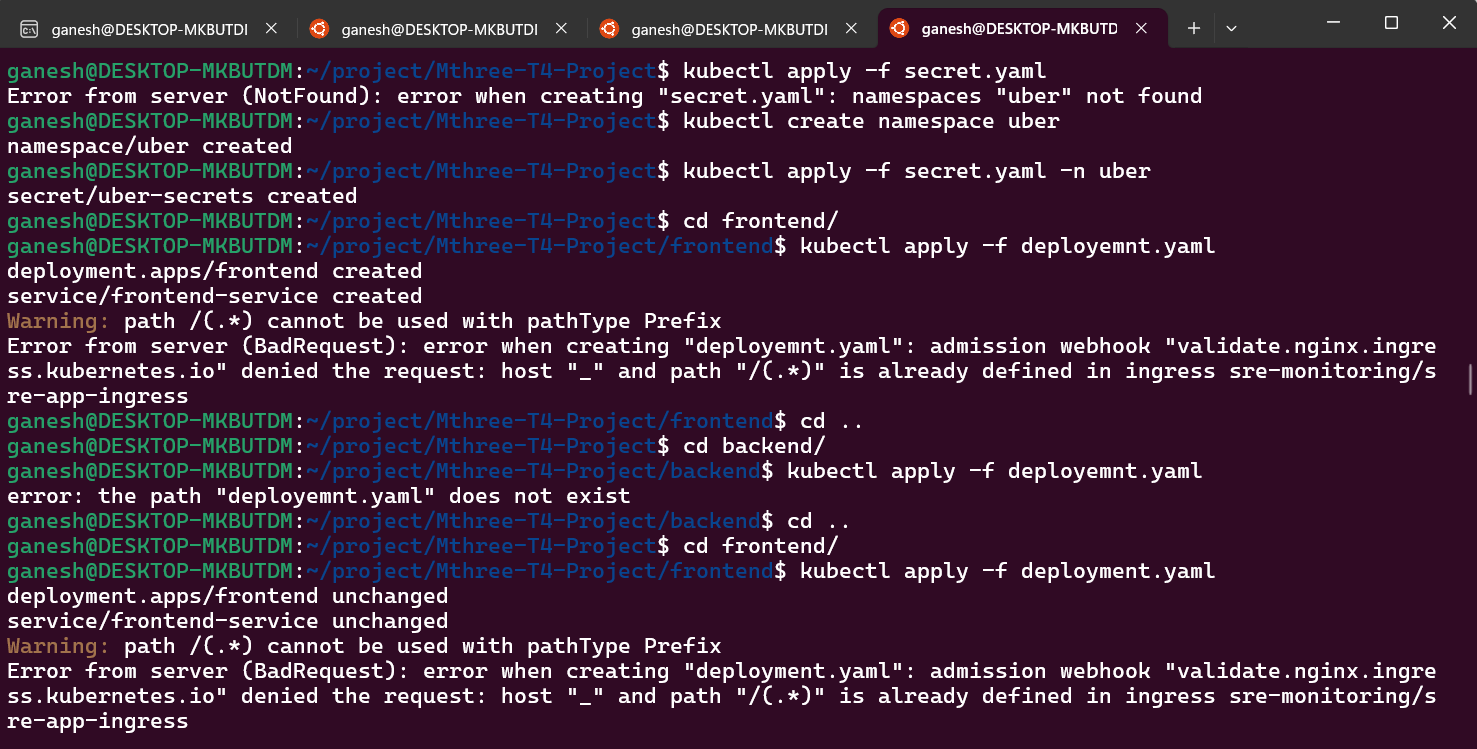 ganesh@DESKTOP-MKBUTDI
ganesh@DESKTOP-MKBUTDI
ganesh@DESKTOP-MKBUTDI
ganesh@DESKTOP-MKBUTD
ganesh@DESKTOP-MKBUTDM:~/project/Mthree-T4-Project$ kubectl apply -f secret.yaml
Error from server (NotFound): error when creating "secret.yaml": namespaces "uber" not found
ganesh@DESKTOP-MKBUTDM:~/project/Mthree-T4-Project$ kubectl create namespace uber
namespace/uber created
ganesh@DESKTOP-MKBUTDM:~/project/Mthree-T4-Project$ kubectl apply -f secret.yaml -n uber
secret/uber-secrets created
ganesh@DESKTOP-MKBUTDM:~/project/Mthree-T4-Project$ cd frontend/
ganesh@DESKTOP-MKBUTDM:~/project/Mthree-T4-Project/frontend$ kubectl apply -f deployemnt.yaml
deployment.apps/frontend created
service/frontend-service created
Warning: path /(.*) cannot be used with pathType Prefix
Error from server (BadRequest): error when creating "deployemnt.yaml": admission webhook "validate.nginx.ingre
ss.kubernetes.io" denied the request: host "_" and path "/(.*)" is already defined in ingress sre-monitoring/s
re-app-ingress
ganesh@DESKTOP-MKBUTDM:~/project/Mthree-T4-Project/frontend$ cd ..
ganesh@DESKTOP-MKBUTDM:~/project/Mthree-T4-Project$ cd backend/
ganesh@DESKTOP-MKBUTDM:~/project/Mthree-T4-Project/backend$ kubectl apply -f deployemnt.yaml
error: the path "deployemnt.yaml" does not exist
ganesh@DESKTOP-MKBUTDM:~/project/Mthree-T4-Project/backend$ cd ..
ganesh@DESKTOP-MKBUTDM:~/project/Mthree-T4-Project$ cd frontend/
ganesh@DESKTOP-MKBUTDM:~/project/Mthree-T4-Project/frontend$ kubectl apply -f deployment.yaml
deployment.apps/frontend unchanged
service/frontend-service unchanged
Warning: path /(.*) cannot be used with pathType Prefix
Error from server (BadRequest): error when creating "deployment.yaml": admission webhook "validate.nginx.ingre
ss.kubernetes.io" denied the request: host "_" and path "/(.*)" is already defined in ingress sre-monitoring/s
re-app-ingress